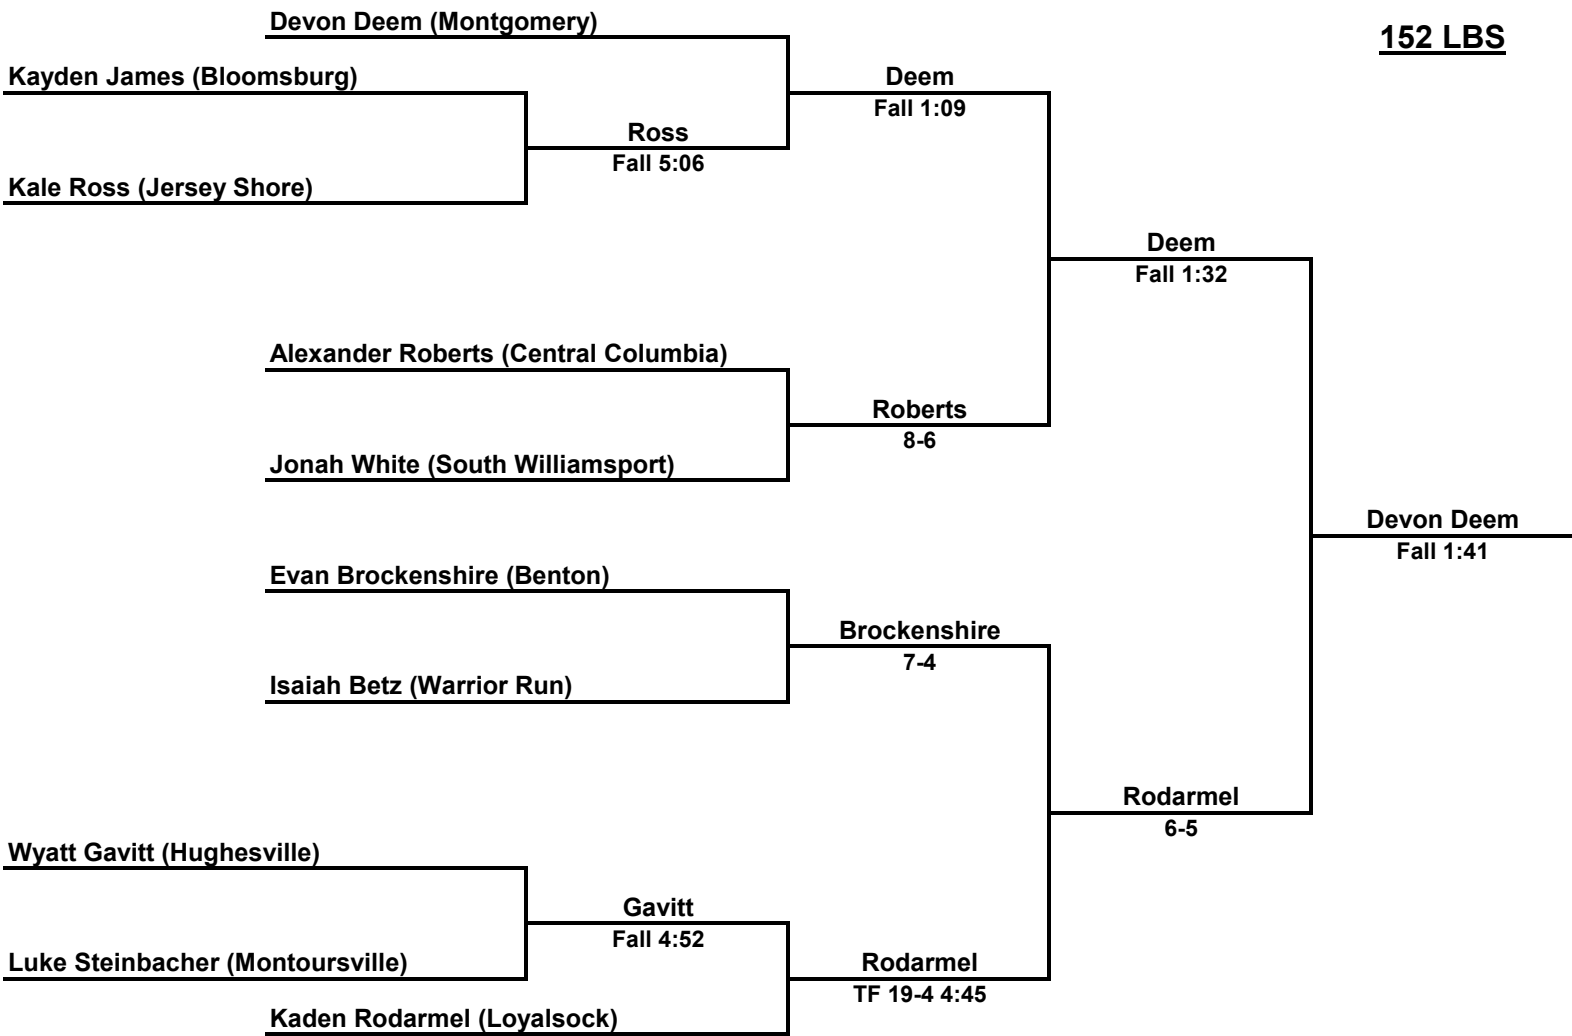 Devon Deem (Montgomery)
152 LBS
Kayden James (Bloomsburg)
Deem
Fall 1:09
Ross
Fall 5:06
Kale Ross (Jersey Shore)
Deem
Fall 1:32
Alexander Roberts (Central Columbia)
Roberts
8-6
Jonah White (South Williamsport)
Devon Deem
Fall 1:41
Evan Brockenshire (Benton)
Brockenshire
7-4
Isaiah Betz (Warrior Run)
Rodarmel
6-5
Wyatt Gavitt (Hughesville)
Gavitt
Fall 4:52
Luke Steinbacher (Montoursville)
Rodarmel
TF 19-4 4:45
Kaden Rodarmel (Loyalsock)